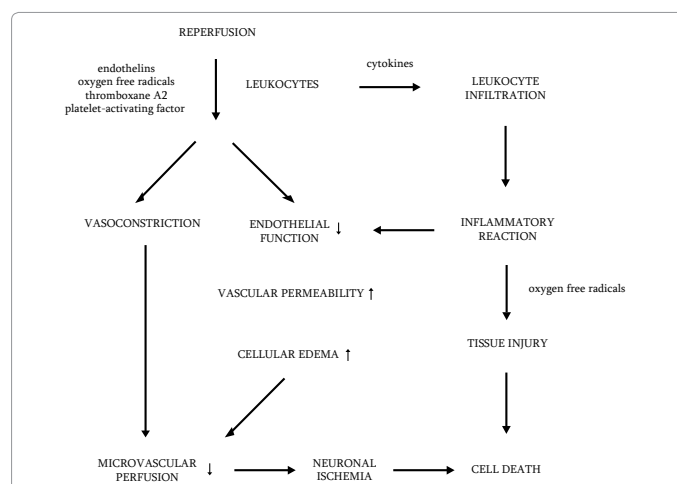 REPERFUSION
endothelins
oxygen free radicals
thromboxane A2
platelet-activating factor
LEUKOCYTES
cytokines
LEUKOCYTE
INFILTRATION
VASOCONSTRICTION
ENDOTHELIAL
FUNCTION ↓
INFLAMMATORY
REACTION
VASCULAR PERMEABILITY ↑
oxygen free radicals
CELLULAR EDEMA ↑
TISSUE INJURY
MICROVASCULAR
PERFUSION ↓
NEURONAL
ISCHEMIA
CELL DEATH